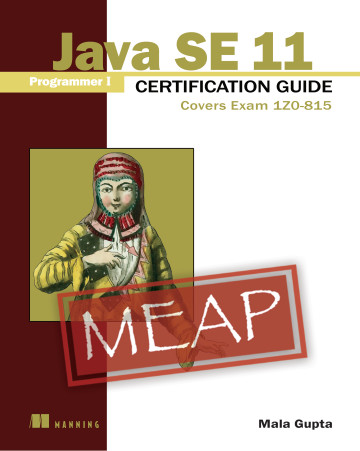 Java SE 11
Programmer I
CERTIFICATION GUIDE
Covers Exam 1Z0-815
MEAP
MANNING
Mala Gupta